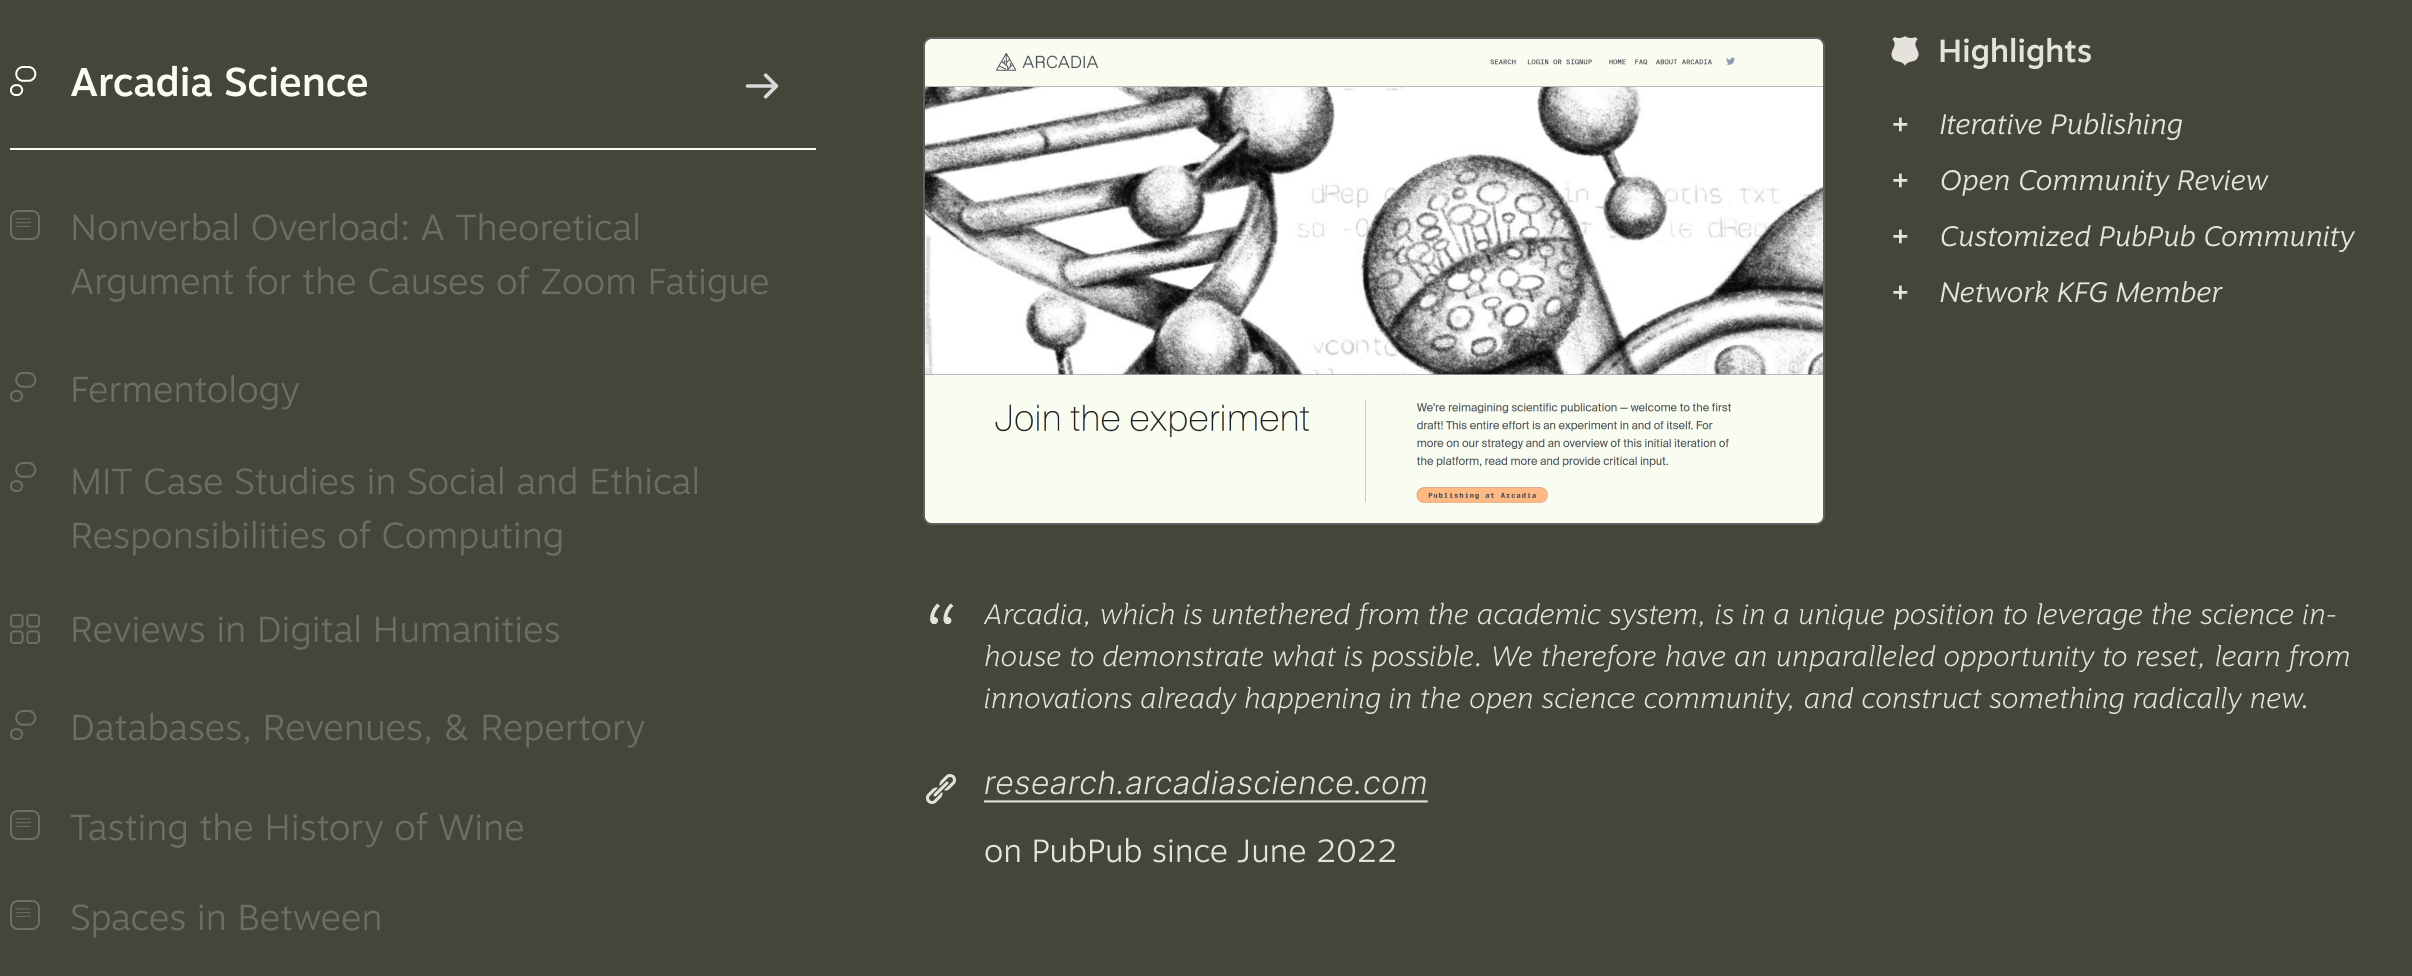 Arcadia Science
Nonverbal Overload: A Theoretical
Argument for the Causes of Zoom Fatigue
Fermentology
MIT Case Studies in Social and Ethical
Responsibilities of Computing
Reviews in Digital Humanities
Databases, Revenues, & Repertory
Tasting the History of Wine
Spaces in Between
ARCADIA
SEARCH LOGIN OR SIGNUP HOME FAQ ABOUT ARCADIA
dRep in_ aths.txt
sa le dRep
vconto
Join the experiment
We're reimagining scientific publication — welcome to the first
draft! This entire effort is an experiment in and of itself. For
more on our strategy and an overview of this initial iteration of
the platform, read more and provide critical input.
Publishing at Arcadia
Highlights
+ Iterative Publishing
+ Open Community Review
+ Customized PubPub Community
+ Network KFG Member
“ Arcadia, which is untethered from the academic system, is in a unique position to leverage the science in-
house to demonstrate what is possible. We therefore have an unparalleled opportunity to reset, learn from
innovations already happening in the open science community, and construct something radically new.
research.arcadiascience.com
on PubPub since June 2022